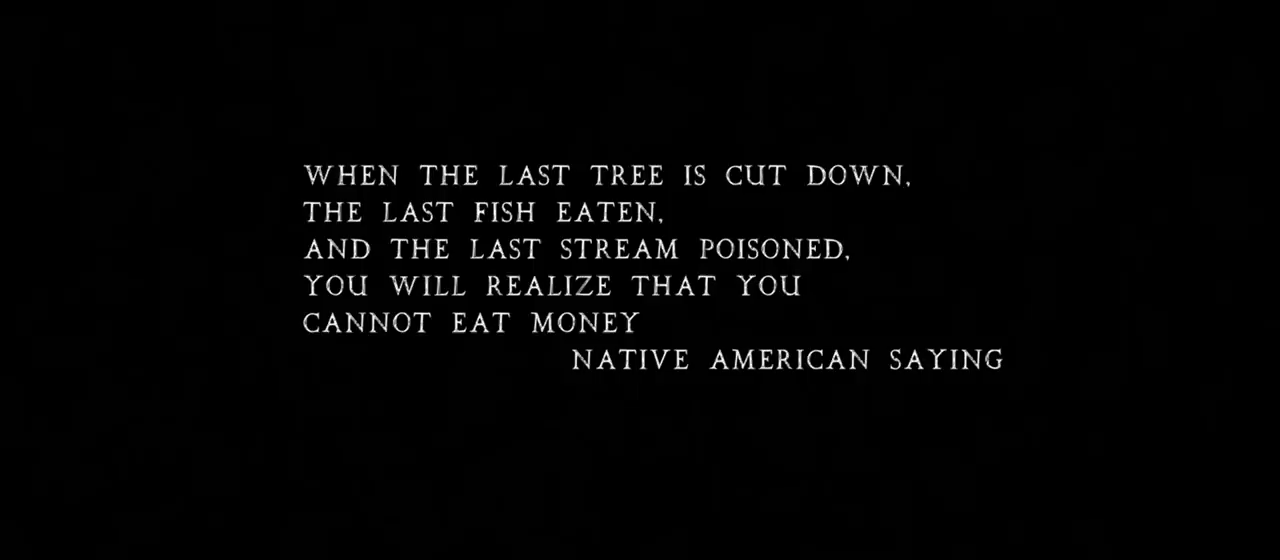 WHEN THE LAST TREE IS CUT DOWN,
THE LAST FISH EATEN,
AND THE LAST STREAM POISONED,
YOU WILL REALIZE THAT YOU
CANNOT EAT MONEY
NATIVE AMERICAN SAYING